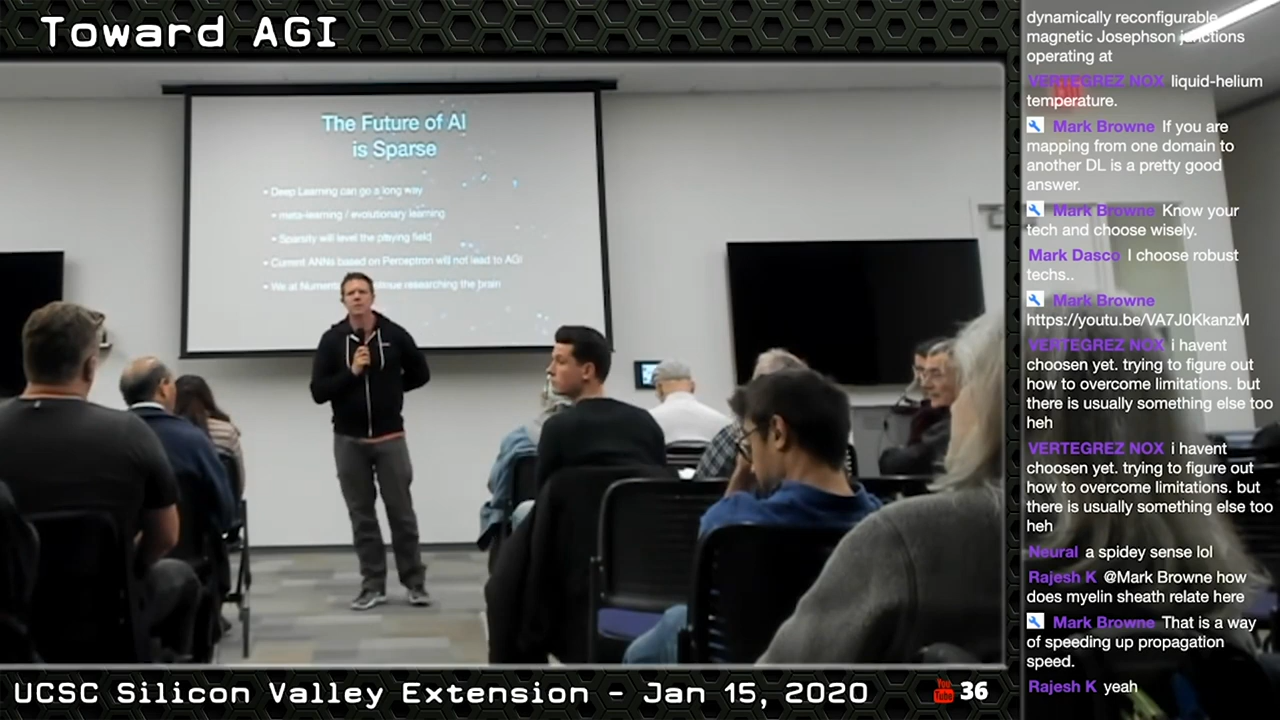 Toward AGI
The Future of AI
is Sparse
• Deep Learning can go a long way
• meta-learning / evolutionary learning
• Sparsity will level the playing field
• Current ANNs based on Perceptron will not lead to AGI
• We at Nument tinue researching the brain
UCSC Silicon Valley Extension - Jan 15, 2020
You
Tube 36
dynamically reconfigurable
magnetic Josephson junctions
operating at
VERTEGREZ NOX liquid-helium
temperature.
Mark Browne If you are
mapping from one domain to
another DL is a pretty good
answer.
Mark Browne Know your
tech and choose wisely.
Mark Dasco I choose robust
techs..
Mark Browne
https://youtu.be/VA7J0KkanzM
VERTEGREZ NOX i havent
choosen yet. trying to figure out
how to overcome limitations. but
there is usually something else too
heh
VERTEGREZ NOX i havent
choosen yet. trying to figure out
how to overcome limitations. but
there is usually something else too
heh
Neural a spidey sense lol
Rajesh K @Mark Browne how
does myelin sheath relate here
Mark Browne That is a way
of speeding up propagation
speed.
Rajesh K yeah